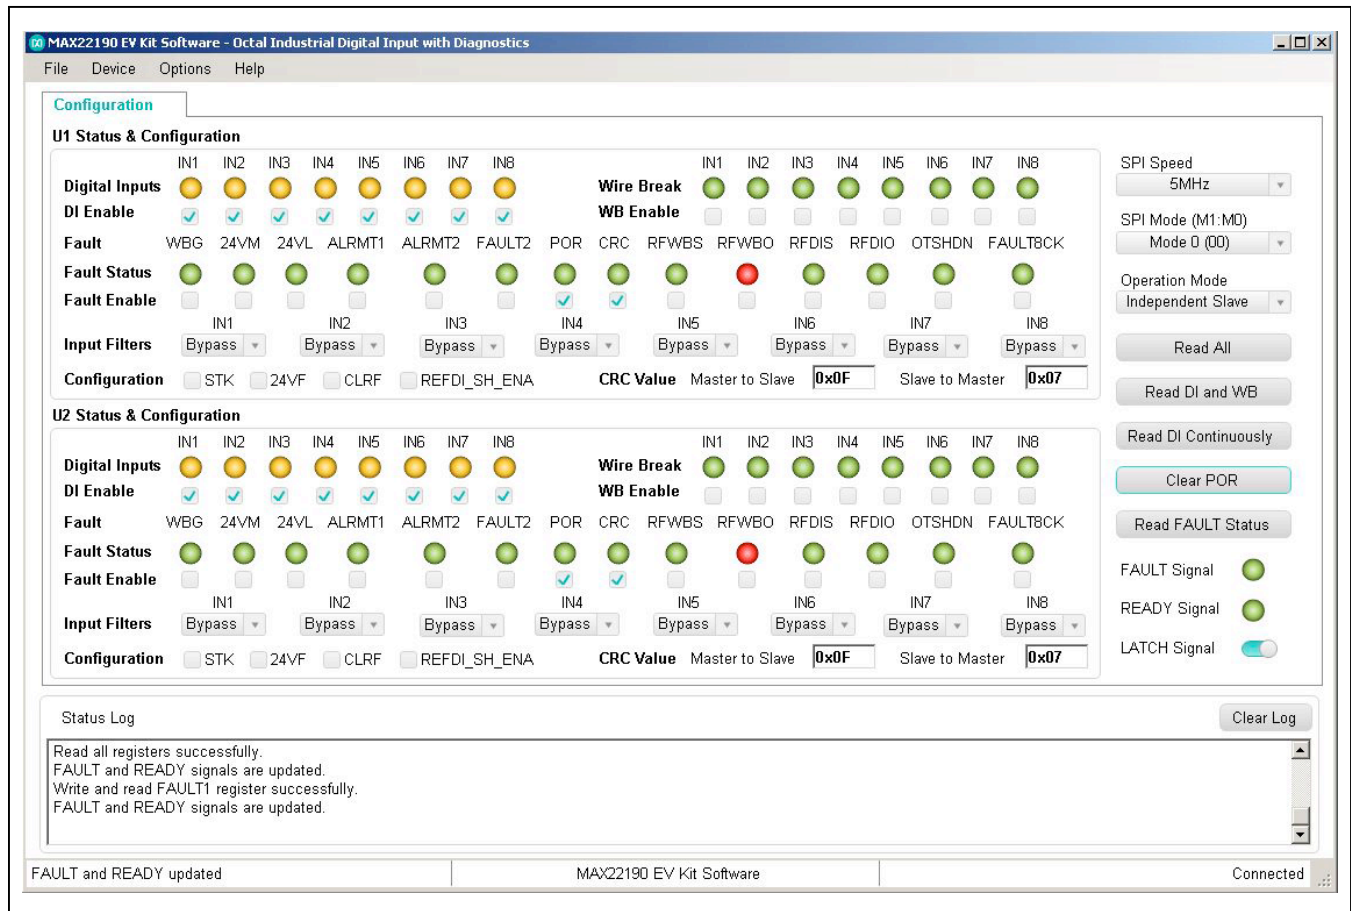 MAX22190 EV Kit Software - Octal Industrial Digital Input with Diagnostics
File Device Options Help
Configuration
U1 Status & Configuration
IN1 IN2 IN3 IN4 IN5 IN6 IN7 IN8 IN1 IN2 IN3 IN4 IN5 IN6 IN7 IN8
Digital Inputs Wire Break
DI Enable WB Enable
Fault WBG 24VM 24VL ALRMT1 ALRMT2 FAULT2 POR CRC RFWBS RFWBO RFDIS RFDIO OTSHDN FAULT8CK
Fault Status
Fault Enable
IN1 IN2 IN3 IN4 IN5 IN6 IN7 IN8
Input Filters Bypass Bypass Bypass Bypass Bypass Bypass Bypass Bypass
Configuration STK 24VF CLRF REFDI_SH_ENA CRC Value Master to Slave 0x0F Slave to Master 0x07
U2 Status & Configuration
IN1 IN2 IN3 IN4 IN5 IN6 IN7 IN8 IN1 IN2 IN3 IN4 IN5 IN6 IN7 IN8
Digital Inputs Wire Break
DI Enable WB Enable
Fault WBG 24VM 24VL ALRMT1 ALRMT2 FAULT2 POR CRC RFWBS RFWBO RFDIS RFDIO OTSHDN FAULT8CK
Fault Status
Fault Enable
IN1 IN2 IN3 IN4 IN5 IN6 IN7 IN8
Input Filters Bypass Bypass Bypass Bypass Bypass Bypass Bypass Bypass
Configuration STK 24VF CLRF REFDI_SH_ENA CRC Value Master to Slave 0x0F Slave to Master 0x07
SPI Speed
5MHz
SPI Mode (M1:M0)
Mode 0 (00)
Operation Mode
Independent Slave
Read All
Read DI and WB
Read DI Continuously
Clear POR
Read FAULT Status
FAULT Signal
READY Signal
LATCH Signal
Status Log Clear Log
Read all registers successfully.
FAULT and READY signals are updated.
Write and read FAULT1 register successfully.
FAULT and READY signals are updated.
FAULT and READY updated MAX22190 EV Kit Software Connected